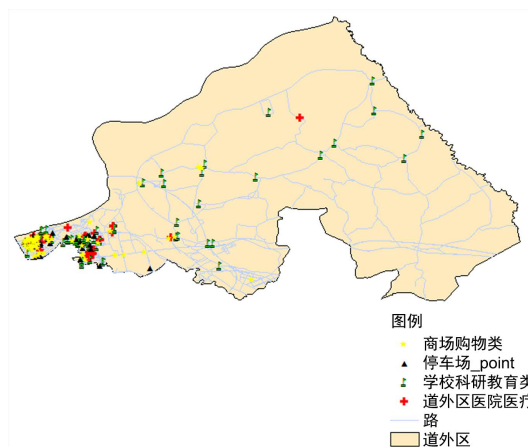 图例
商场购物类
停车场_point
学校科研教育类
道外区医院医疗
路
道外区